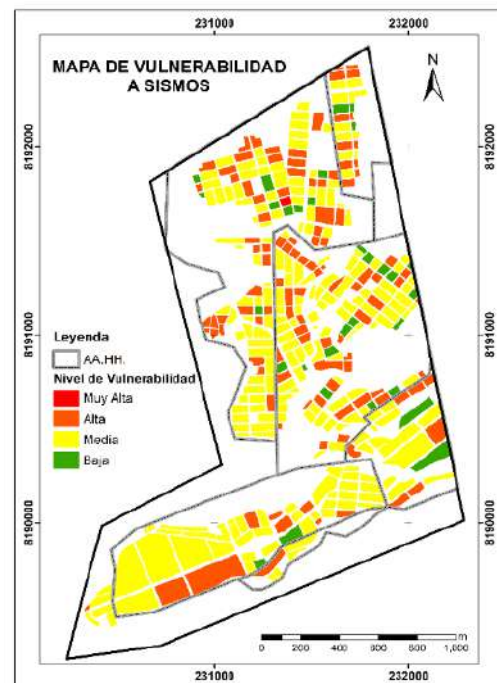 231000
232000
MAPA DE VULNERABILIDAD
A SISMOS
N
8192000
8192000
8191000
8191000
Leyenda
AA.HH.
Nivel de Vulnerabilidad
Muy Alta
Alta
Media
Baja
8190000
8190000
m
0 200 400 600 800 1,000
231000
232000